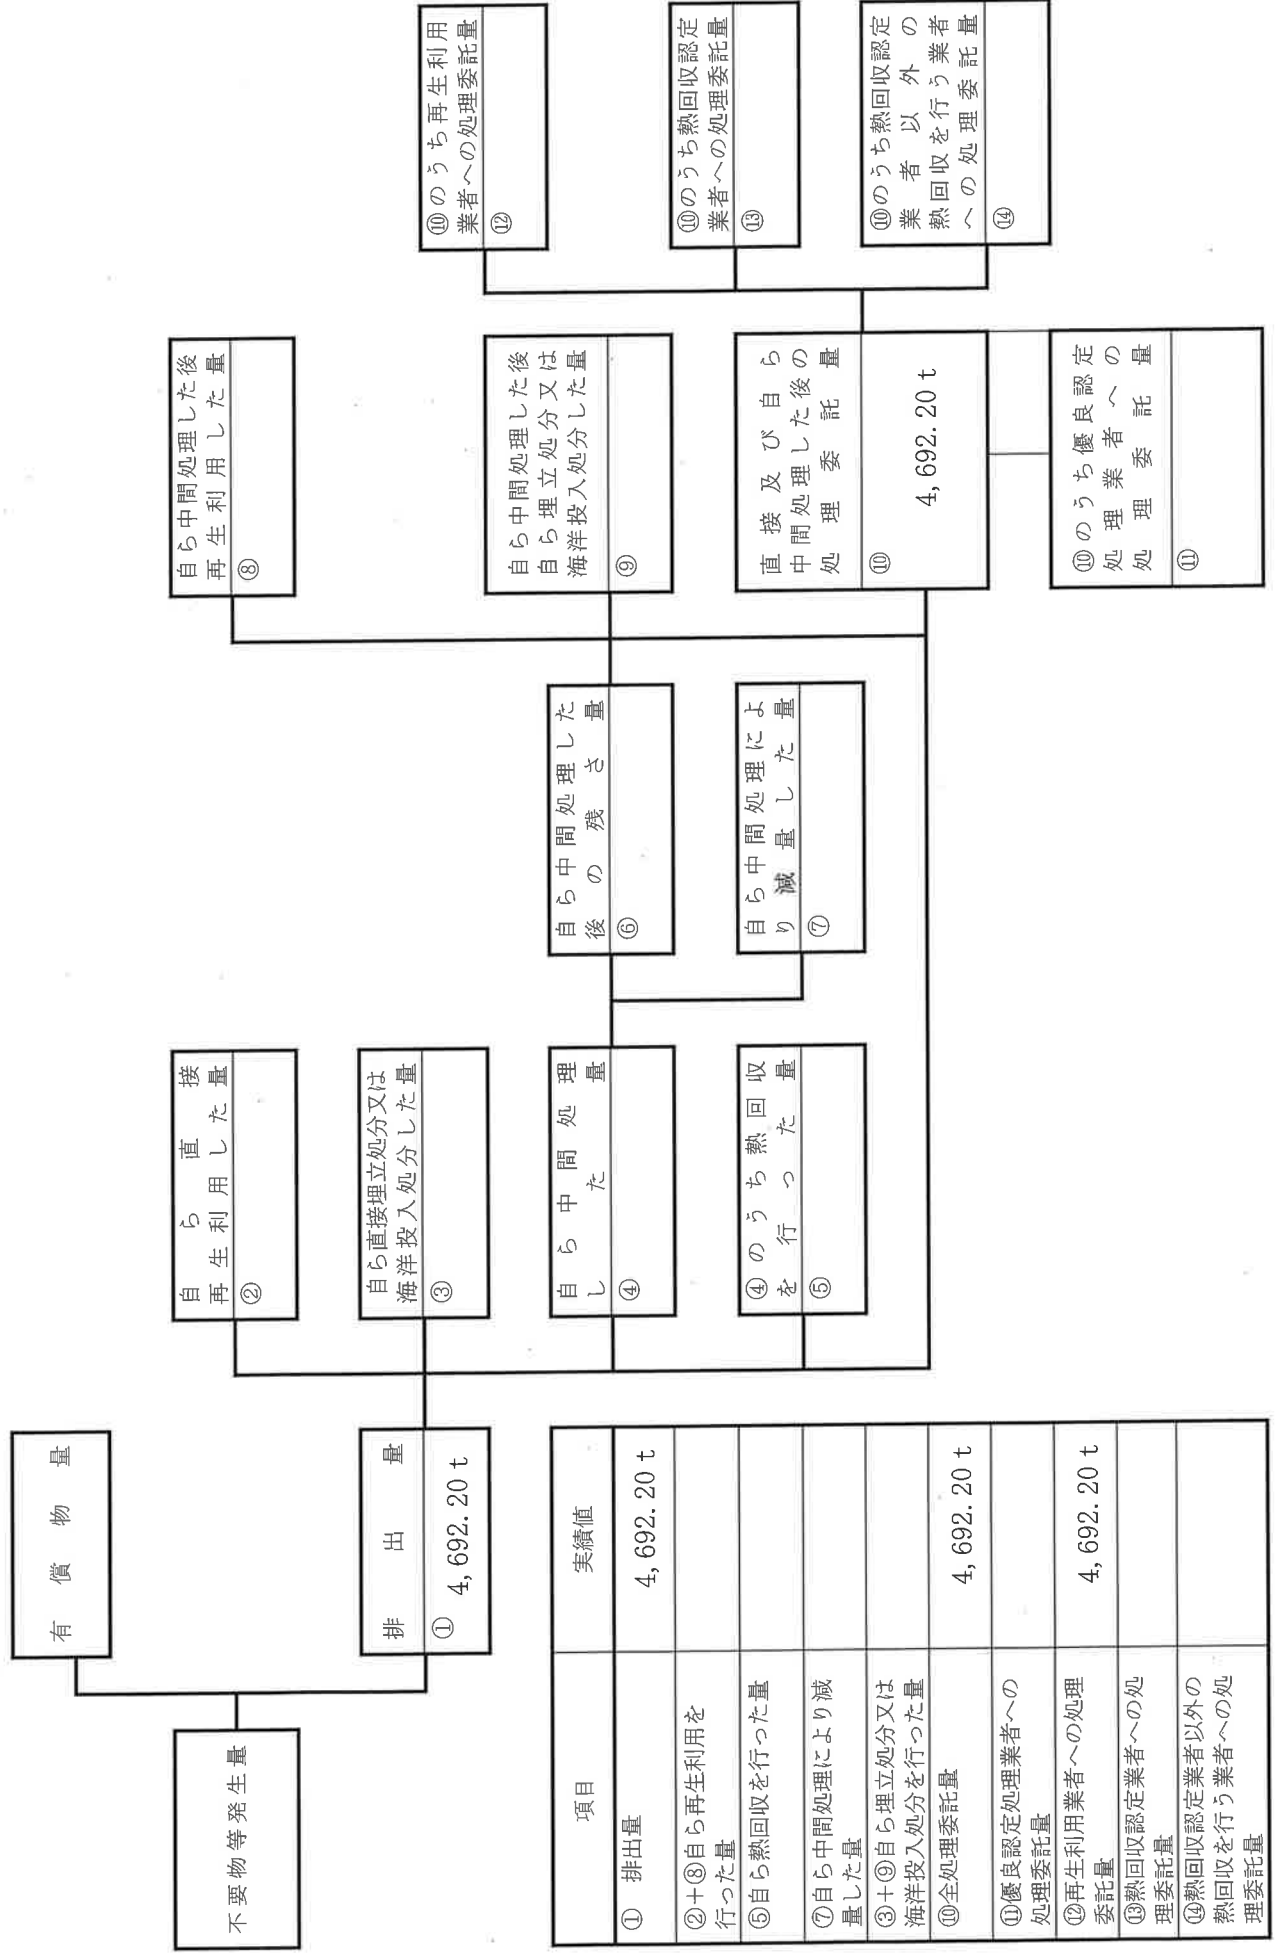 不要物等発生量
有償物量
排出量
① 4,692.20ｔ
自ら直接
再生利用した量
②
自ら直接埋立処分又は
海洋投入処分した量
③
自ら中間処理
した量
④
④のうち熱回収
を行った量
⑤
自ら中間処理した
後の残さ量
⑥
自ら中間処理によ
り減量した量
⑦
自ら中間処理した後
再生利用した量
⑧
自ら中間処理した後
自ら埋立処分又は
海洋投入処分した量
⑨
直接及び自ら
中間処理した後の
処理委託量
⑩
4,692.20ｔ
⑩のうち優良認定
処理業者への
処理委託量
⑪
⑩のうち再生利用
業者への処理委託量
⑫
⑩のうち熱回収認定
業者への処理委託量
⑬
⑩のうち熱回収認定
業者以外の
熱回収を行う業者
への処理委託量
⑭
項目 実績値
① 排出量 4,692.20ｔ
②＋⑧自ら再生利用を
行った量
⑤自ら熱回収を行った量
⑦自ら中間処理により減
量した量
③＋⑨自ら埋立処分又は
海洋投入処分を行った量
⑩全処理委託量 4,692.20ｔ
⑪優良認定処理業者への
処理委託量
⑫再生利用業者への処理
委託量 4,692.20ｔ
⑬熱回収認定業者への処
理委託量
⑭熱回収認定業者以外の
熱回収を行う業者への処
理委託量